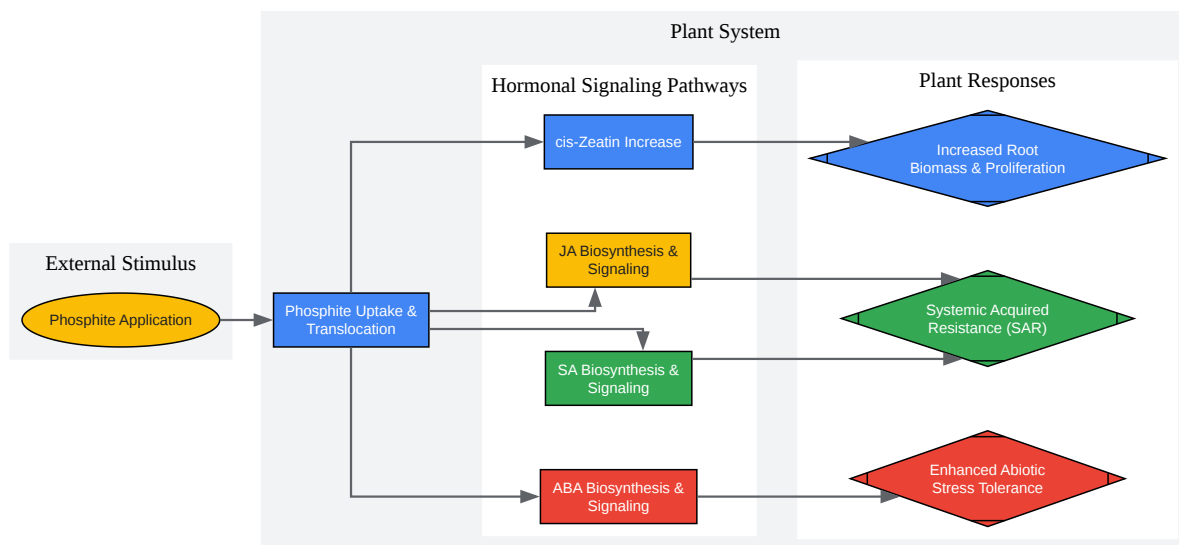 Plant System
Hormonal Signaling Pathways
Plant Responses
cis-Zeatin Increase
Increased Root
Biomass & Proliferation
External Stimulus
JA Biosynthesis &
Signaling
Phosphite Application
Phosphite Uptake &
Translocation
Systemic Acquired
Resistance (SAR)
SA Biosynthesis &
Signaling
ABA Biosynthesis &
Signaling
Enhanced Abiotic
Stress Tolerance